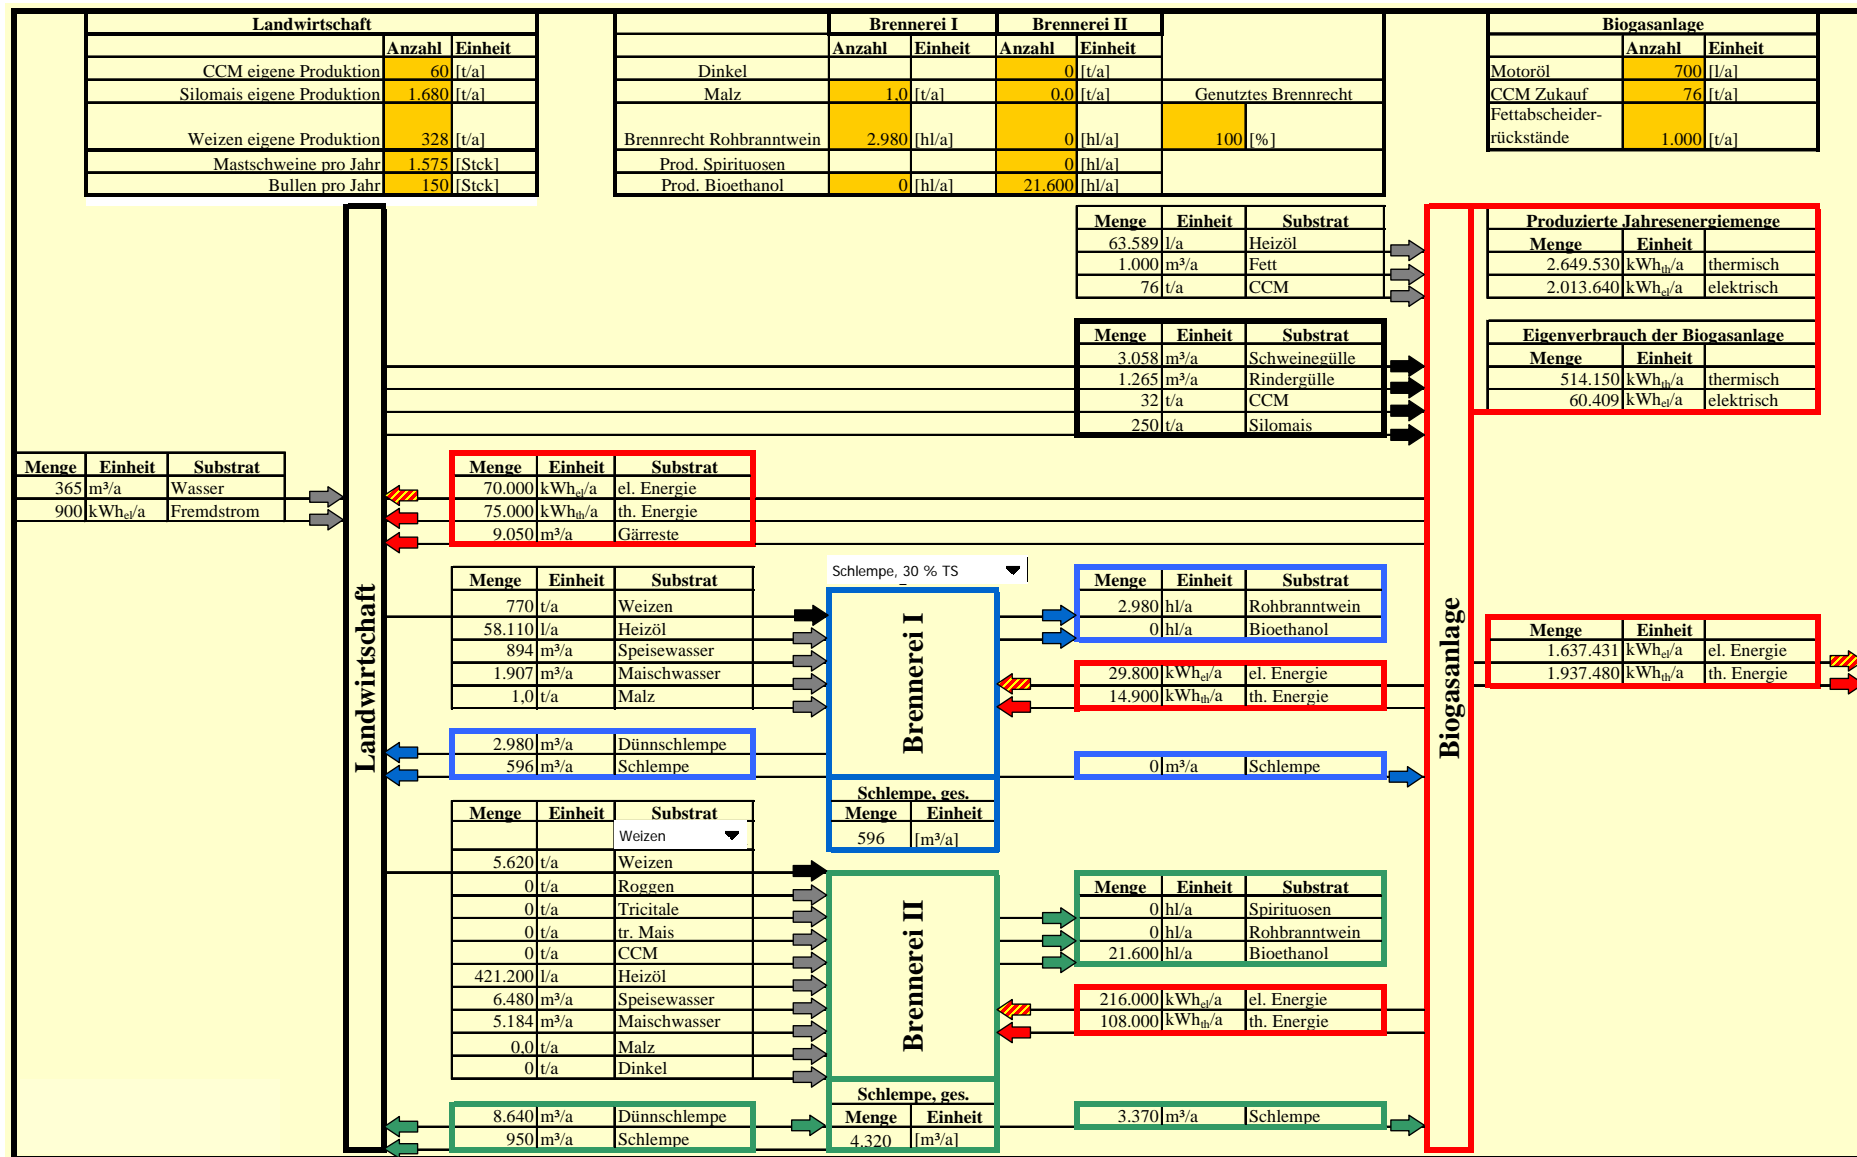 Landwirtschaft
Anzahl Einheit
CCM eigene Produktion 60 [t/a]
Silomais eigene Produktion 1.680 [t/a]
Weizen eigene Produktion 328 [t/a]
Mastschweine pro Jahr 1.575 [Stck]
Bullen pro Jahr 150 [Stck]
Brennerei I Brennerei II
Anzahl Einheit Anzahl Einheit
Dinkel 0 [t/a]
Malz 1,0 [t/a] 0,0 [t/a] Genutztes Brennrecht
Brennrecht Rohbranntwein 2.980 [hl/a] 0 [hl/a] 100 [%]
Prod. Spirituosen 0 [hl/a]
Prod. Bioethanol 0 [hl/a] 21.600 [hl/a]
Biogasanlage
Anzahl Einheit
Motoröl 700 [l/a]
CCM Zukauf 76 [t/a]
Fettabscheider-
rückstände 1.000 [t/a]
Menge Einheit Substrat
63.589 l/a Heizöl
1.000 m³/a Fett
76 t/a CCM
Produzierte Jahresenergiemenge
Menge Einheit
2.649.530 kWhth/a thermisch
2.013.640 kWhel/a elektrisch
Menge Einheit Substrat
3.058 m³/a Schweinegülle
1.265 m³/a Rindergülle
32 t/a CCM
250 t/a Silomais
Eigenverbrauch der Biogasanlage
Menge Einheit
514.150 kWhth/a thermisch
60.409 kWhel/a elektrisch
Menge Einheit Substrat
365 m³/a Wasser
900 kWhel/a Fremdstrom
Landwirtschaft
Menge Einheit Substrat
70.000 kWhel/a el. Energie
75.000 kWhth/a th. Energie
9.050 m³/a Gärreste
Schlempe, 30 % TS
Menge Einheit Substrat
770 t/a Weizen
58.110 l/a Heizöl
894 m³/a Speisewasser
1.907 m³/a Maischwasser
1,0 t/a Malz
Brennerei I
Menge Einheit Substrat
2.980 hl/a Rohbranntwein
0 hl/a Bioethanol
29.800 kWhel/a el. Energie
14.900 kWhth/a th. Energie
Biogasanlage
Menge Einheit
1.637.431 kWhel/a el. Energie
1.937.480 kWhth/a th. Energie
2.980 m³/a Dünnschlempe
596 m³/a Schlempe
0 m³/a Schlempe
Schlempe, ges.
Menge Einheit
596 [m³/a]
Menge Einheit Substrat
Weizen
5.620 t/a Weizen
0 t/a Roggen
0 t/a Tricitale
0 t/a tr. Mais
0 t/a CCM
421.200 l/a Heizöl
6.480 m³/a Speisewasser
5.184 m³/a Maischwasser
0,0 t/a Malz
0 t/a Dinkel
Brennerei II
Menge Einheit Substrat
0 hl/a Spirituosen
0 hl/a Rohbranntwein
21.600 hl/a Bioethanol
216.000 kWhel/a el. Energie
108.000 kWhth/a th. Energie
Schlempe, ges.
Menge Einheit
4.320 [m³/a]
8.640 m³/a Dünnschlempe
950 m³/a Schlempe
3.370 m³/a Schlempe